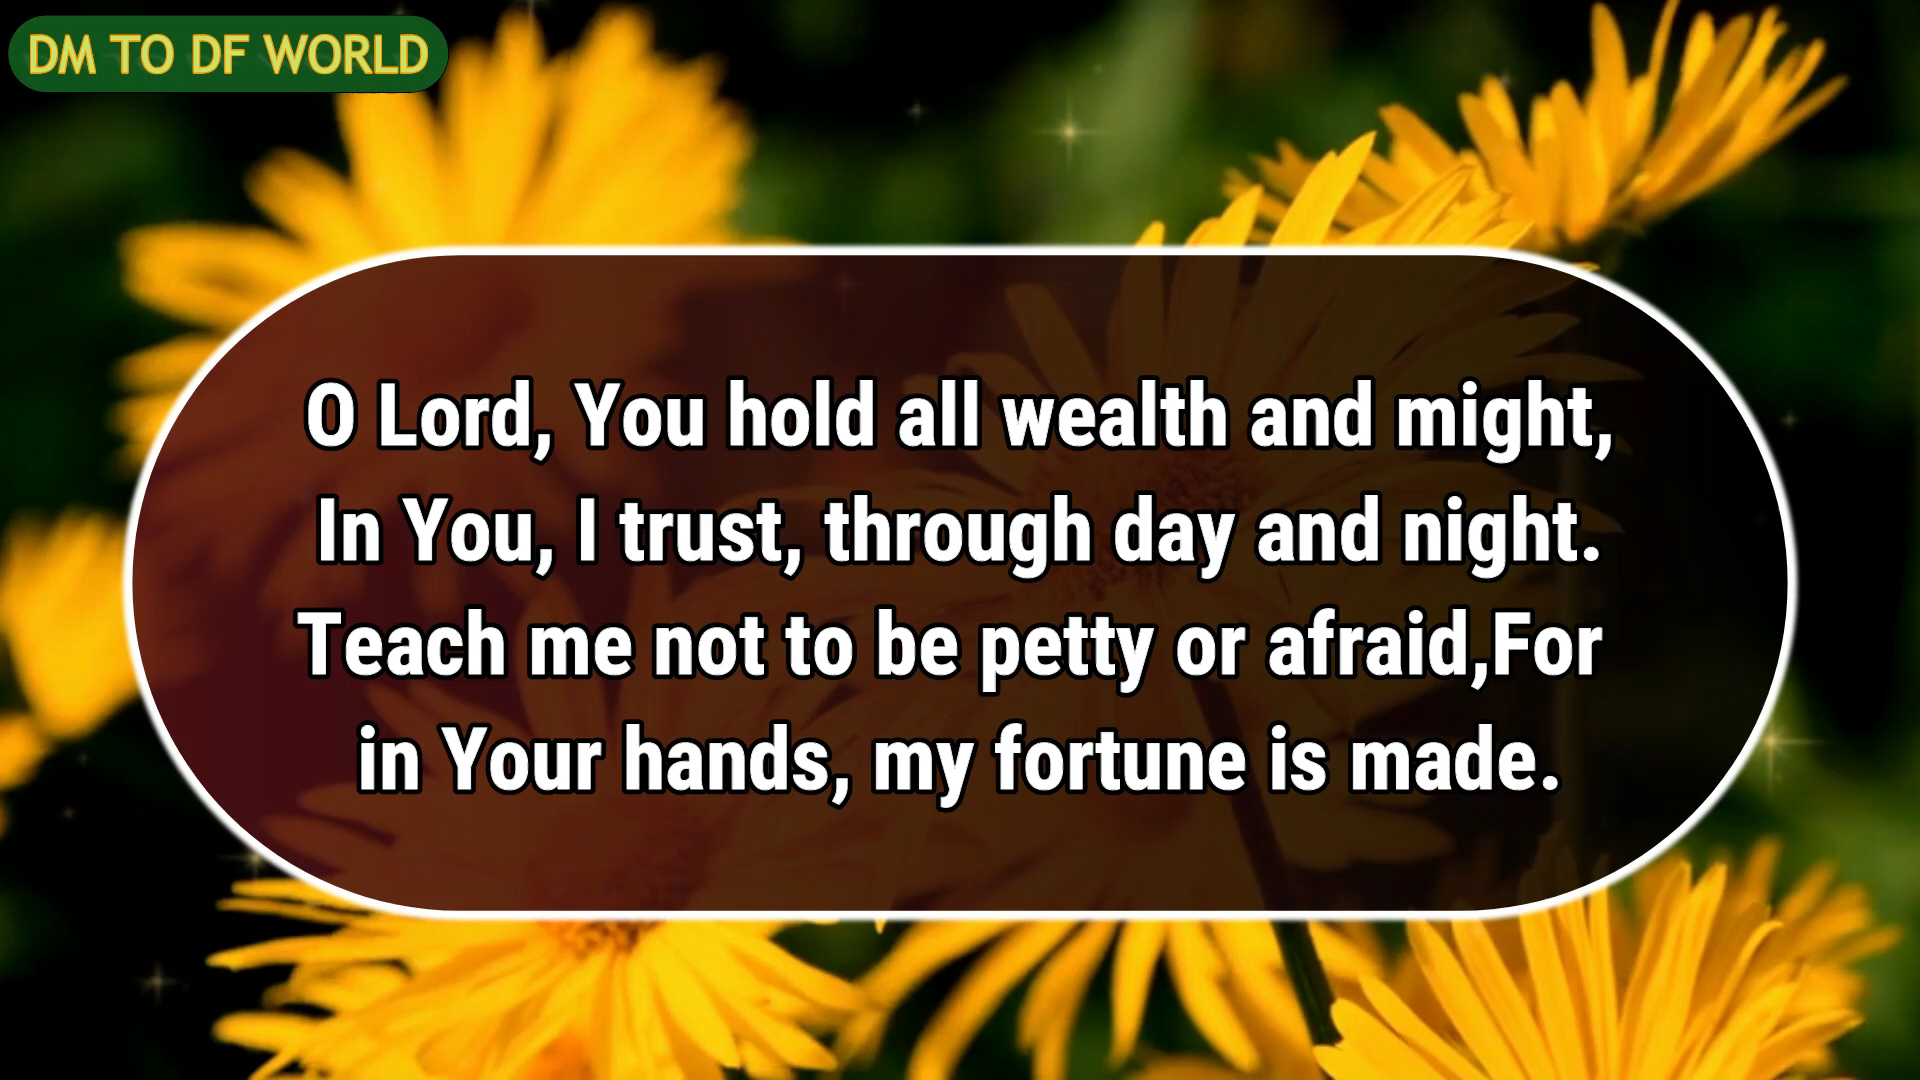 DM TO DF WORLD
O Lord, You hold all wealth and might,
In You, I trust, through day and night.
Teach me not to be petty or afraid,For
in Your hands, my fortune is made.